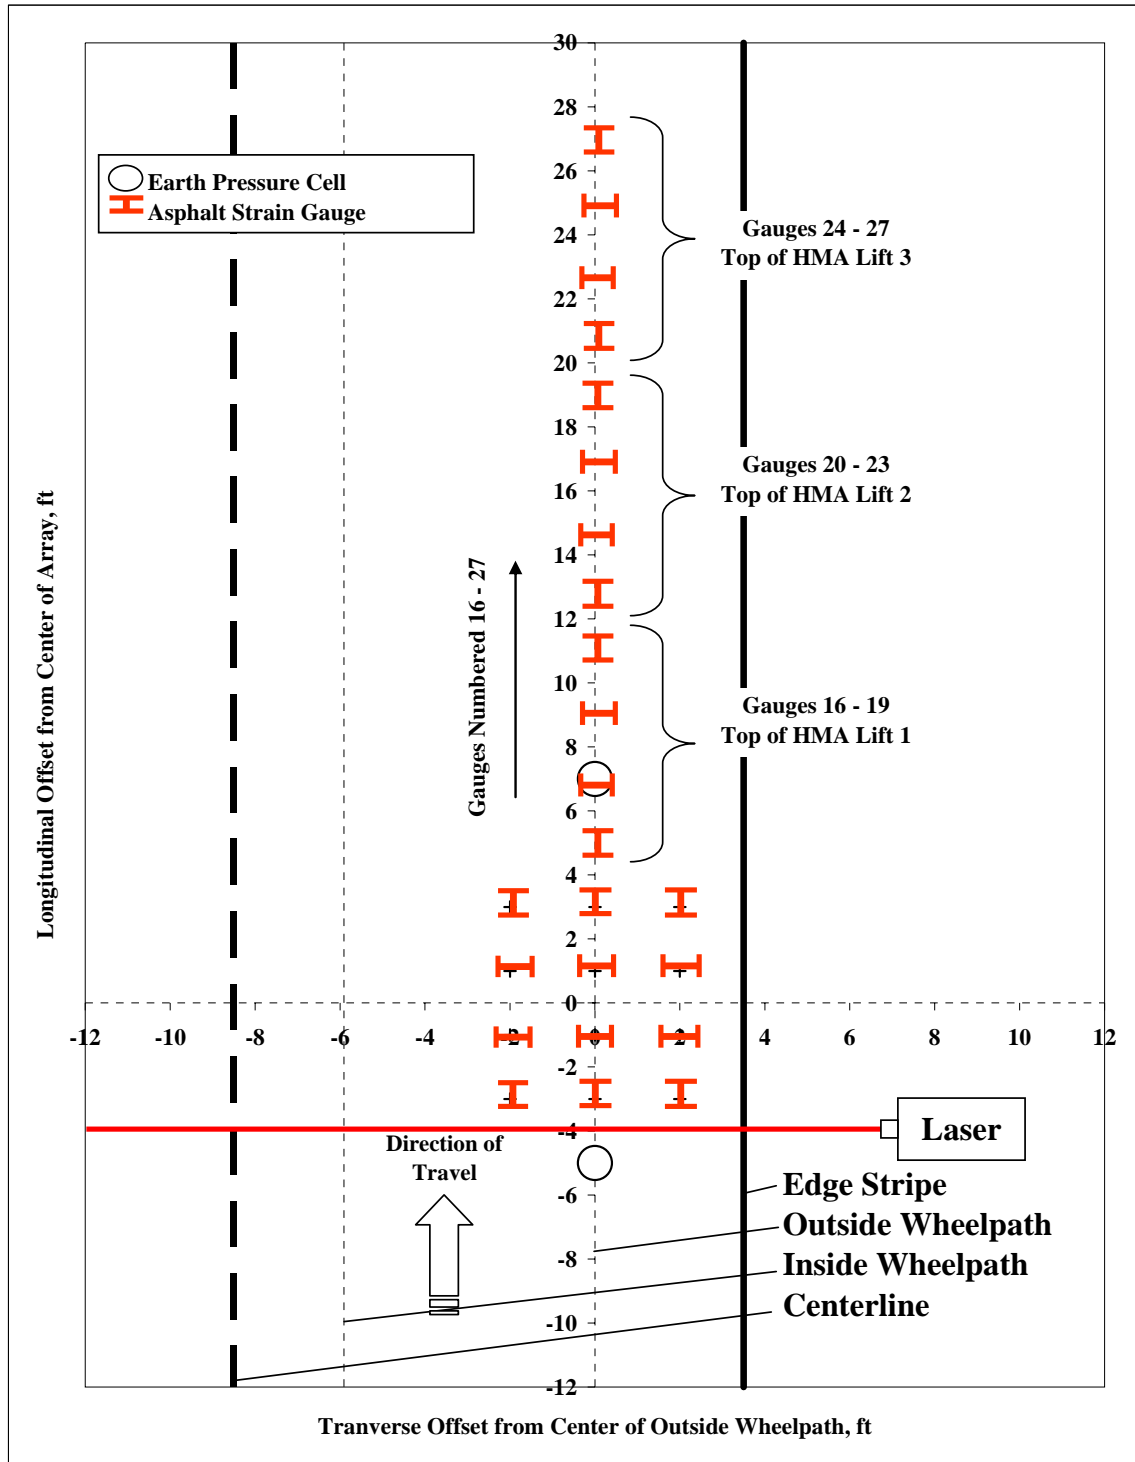 30
28
26
24
22
20
18
16
14
12
10
8
6
4
2
0
-2
-4
-6
-8
-10
-12
-12
-10
-8
-6
-4
-2
0
2
4
6
8
10
12
Earth Pressure Cell
Asphalt Strain Gauge
Gauges 24 - 27
Top of HMA Lift 3
Gauges 20 - 23
Top of HMA Lift 2
Gauges 16 - 19
Top of HMA Lift 1
Gauges Numbered 16 - 27
Longitudinal Offset from Center of Array, ft
Laser
Direction of
Travel
Edge Stripe
Outside Wheelpath
Inside Wheelpath
Centerline
Tranverse Offset from Center of Outside Wheelpath, ft